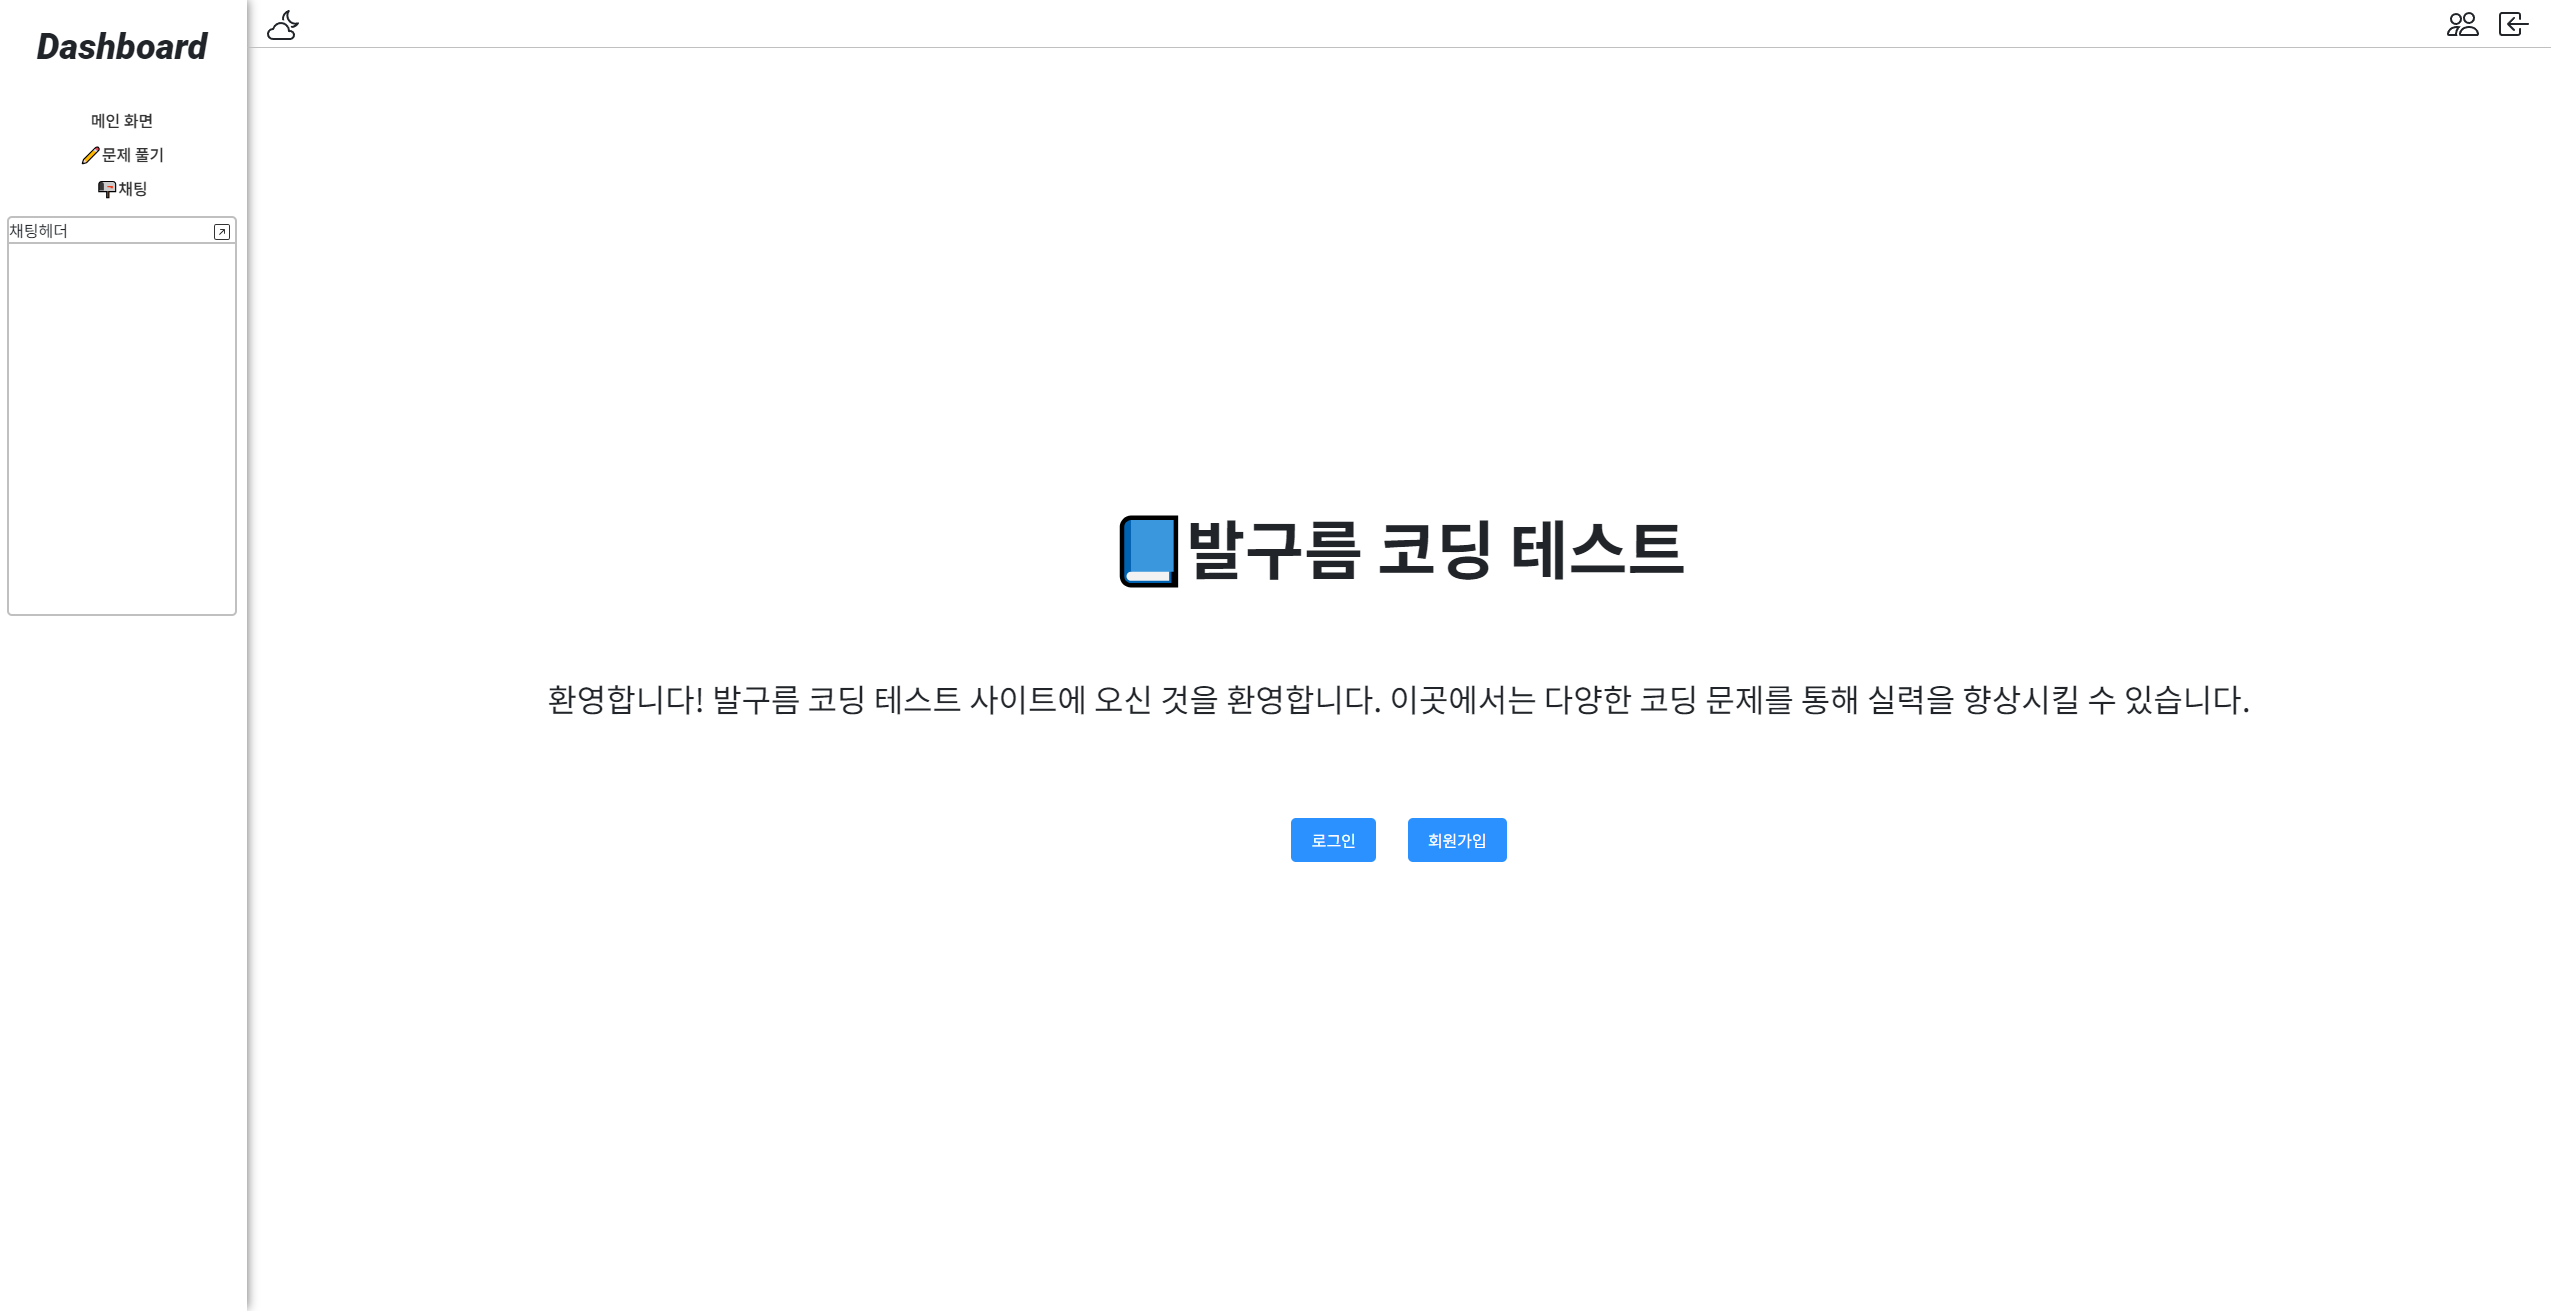 Dashboard
메인 화면
✏️문제 풀기
📮채팅
채팅헤더
📘발구름 코딩 테스트
환영합니다! 발구름 코딩 테스트 사이트에 오신 것을 환영합니다. 이곳에서는 다양한 코딩 문제를 통해 실력을 향상시킬 수 있습니다.
로그인
회원가입